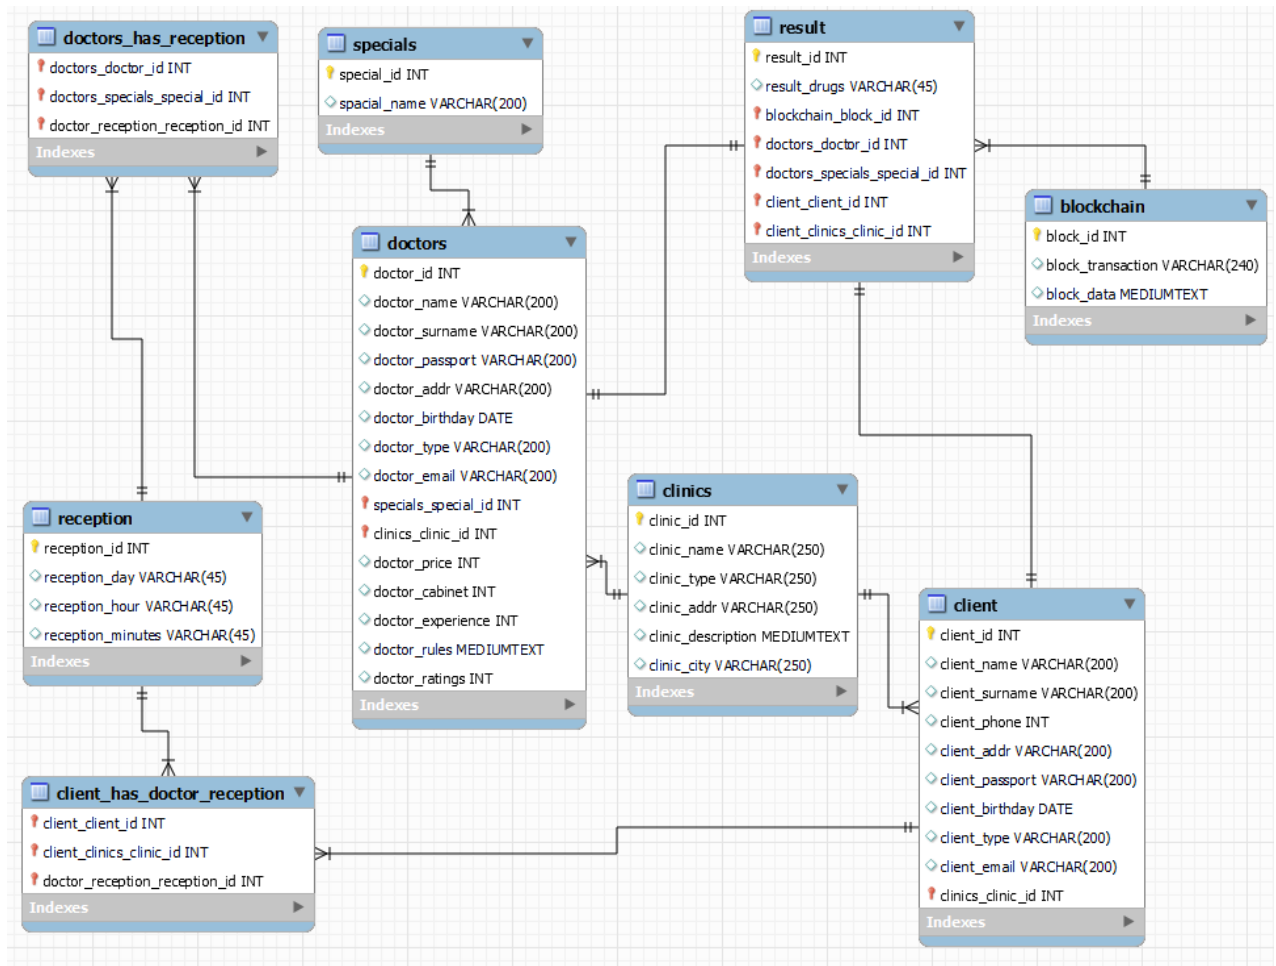 doctors_has_reception
doctors_doctor_id INT
doctors_specials_special_id INT
doctor_reception_reception_id INT
Indexes
specials
special_id INT
spacial_name VARCHAR(200)
Indexes
result
result_id INT
result_drugs VARCHAR(45)
blockchain_block_id INT
doctors_doctor_id INT
doctors_specials_special_id INT
client_client_id INT
client_clinics_clinic_id INT
Indexes
blockchain
block_id INT
block_transaction VARCHAR(240)
block_data MEDIUMTEXT
Indexes
doctors
doctor_id INT
doctor_name VARCHAR(200)
doctor_surname VARCHAR(200)
doctor_passport VARCHAR(200)
doctor_addr VARCHAR(200)
doctor_birthday DATE
doctor_type VARCHAR(200)
doctor_email VARCHAR(200)
specials_special_id INT
clinics_clinic_id INT
doctor_price INT
doctor_cabinet INT
doctor_experience INT
doctor_rules MEDIUMTEXT
doctor_ratings INT
Indexes
clinics
clinic_id INT
clinic_name VARCHAR(250)
clinic_type VARCHAR(250)
clinic_addr VARCHAR(250)
clinic_description MEDIUMTEXT
clinic_city VARCHAR(250)
Indexes
reception
reception_id INT
reception_day VARCHAR(45)
reception_hour VARCHAR(45)
reception_minutes VARCHAR(45)
Indexes
client
client_id INT
client_name VARCHAR(200)
client_surname VARCHAR(200)
client_phone INT
client_addr VARCHAR(200)
client_passport VARCHAR(200)
client_birthday DATE
client_type VARCHAR(200)
client_email VARCHAR(200)
clinics_clinic_id INT
Indexes
client_has_doctor_reception
client_client_id INT
client_clinics_clinic_id INT
doctor_reception_reception_id INT
Indexes